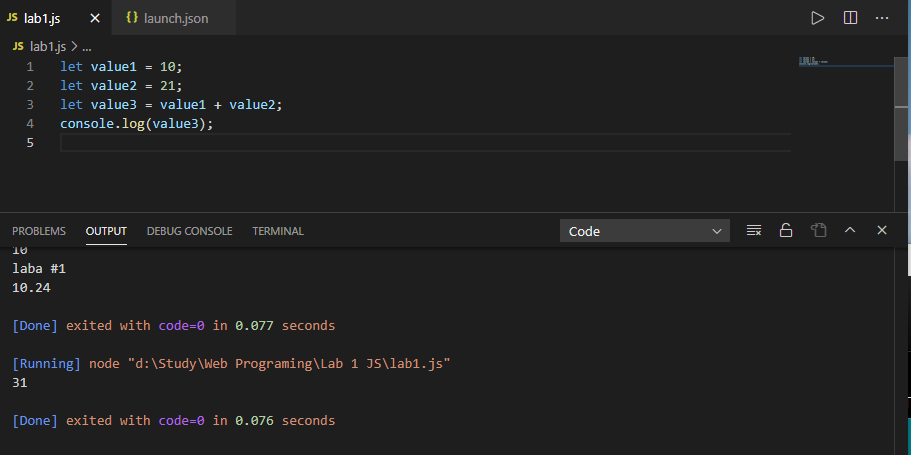 JS lab1.js × {} launch.json
JS lab1.js > ...
1 let value1 = 10;
2 let value2 = 21;
3 let value3 = value1 + value2;
4 console.log(value3);
5
PROBLEMS OUTPUT DEBUG CONSOLE TERMINAL Code
10
laba #1
10.24
[Done] exited with code=0 in 0.077 seconds
[Running] node "d:\Study\Web Programing\Lab 1 JS\lab1.js"
31
[Done] exited with code=0 in 0.076 seconds